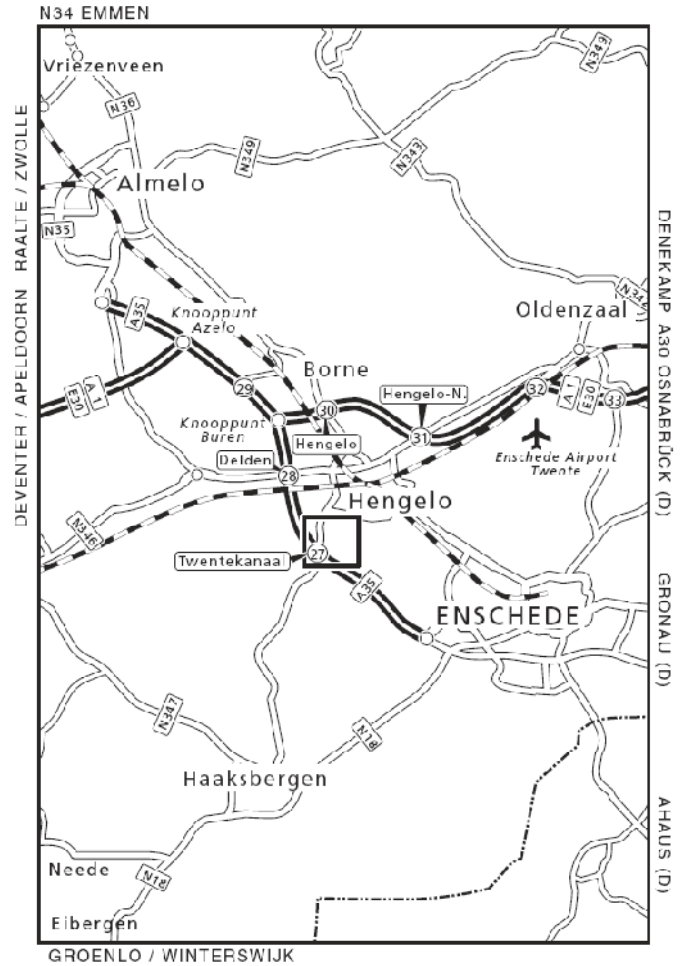 N34 EMMEN
Vriezenveen
N36
N349
N349
N343
Almelo
N35
DEVENTER / APELDOORN RAALTE / ZWOLLE
DENEKAMP A30 OSNABRÜCK (D)
GRONAU (D)
AHAUS (D)
Oldenzaal
Knooppunt
Azelo
A35
Borne
A1
E30
29
30
Hengelo-N.
32
A1
E30
33
Knooppunt
Buren
Hengelo
31
Enschede Airport
Twente
Delden
28
Hengelo
N346
Twentekanaal
27
A35
ENSCHEDE
N347
N18
Haaksbergen
Neede
N18
Eibergen
GROENLO / WINTERSWIJK